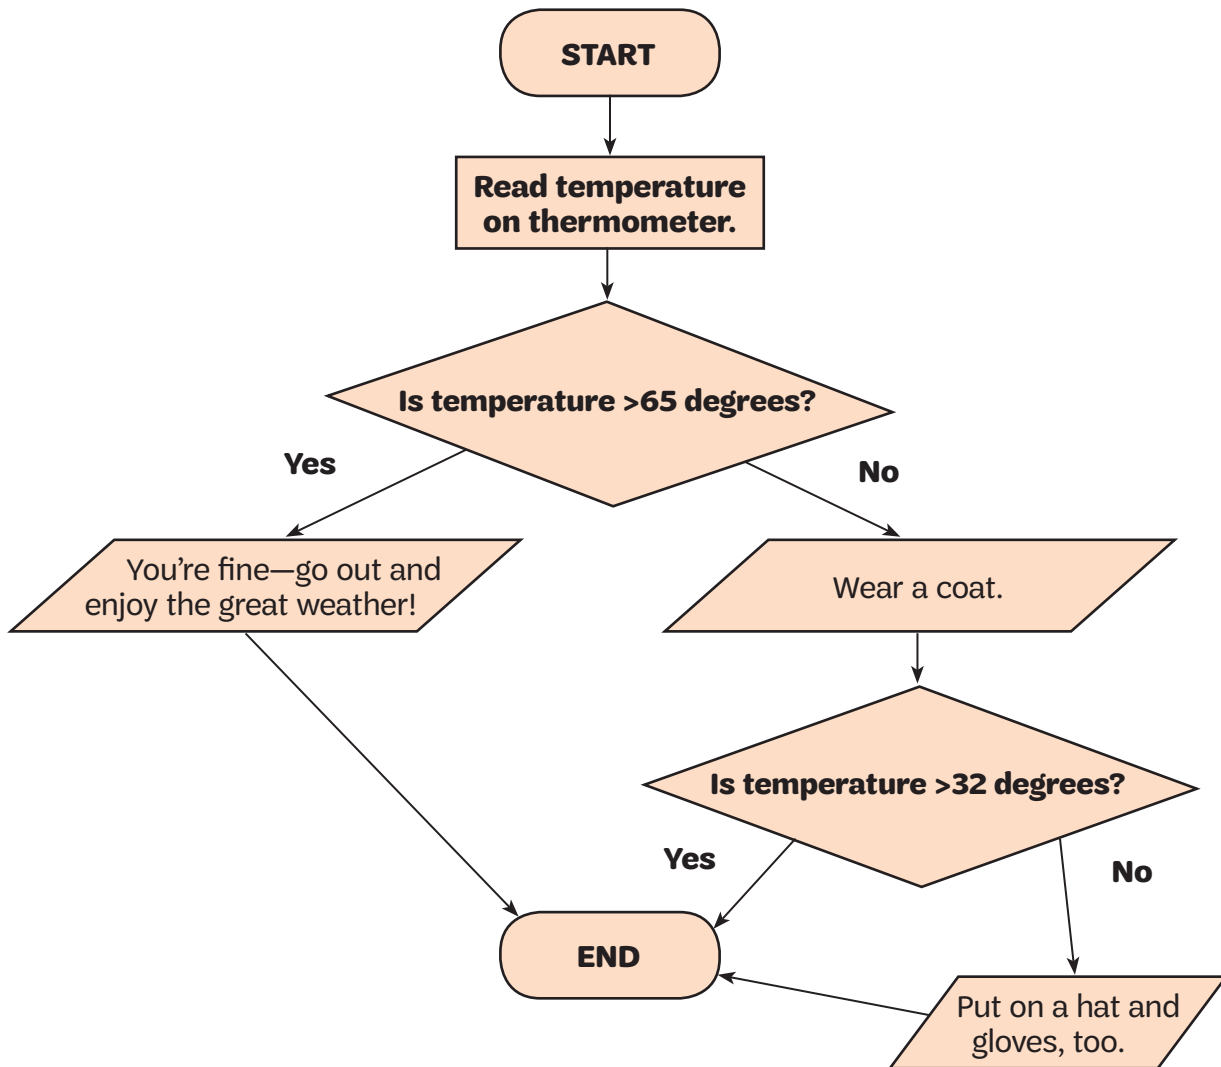 START
Read temperature
on thermometer.
Is temperature >65 degrees?
Yes
No
You’re fine—go out and
enjoy the great weather!
Wear a coat.
Is temperature >32 degrees?
Yes
No
END
Put on a hat and
gloves, too.